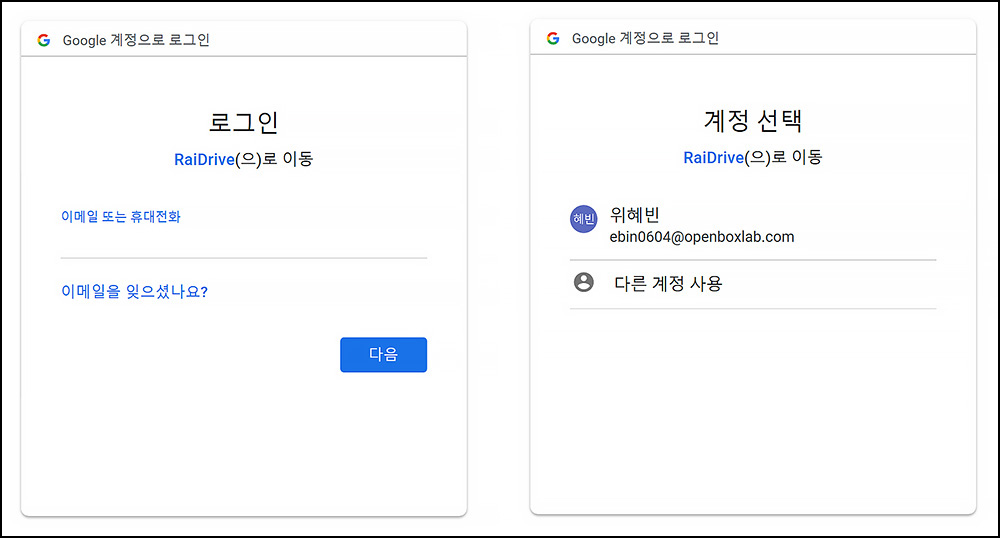 Google 계정으로 로그인
로그인
RaiDrive(으)로 이동
이메일 또는 휴대전화
이메일을 잊으셨나요?
다음
Google 계정으로 로그인
계정 선택
RaiDrive(으)로 이동
혜빈
위혜빈
ebin0604@openboxlab.com
다른 계정 사용